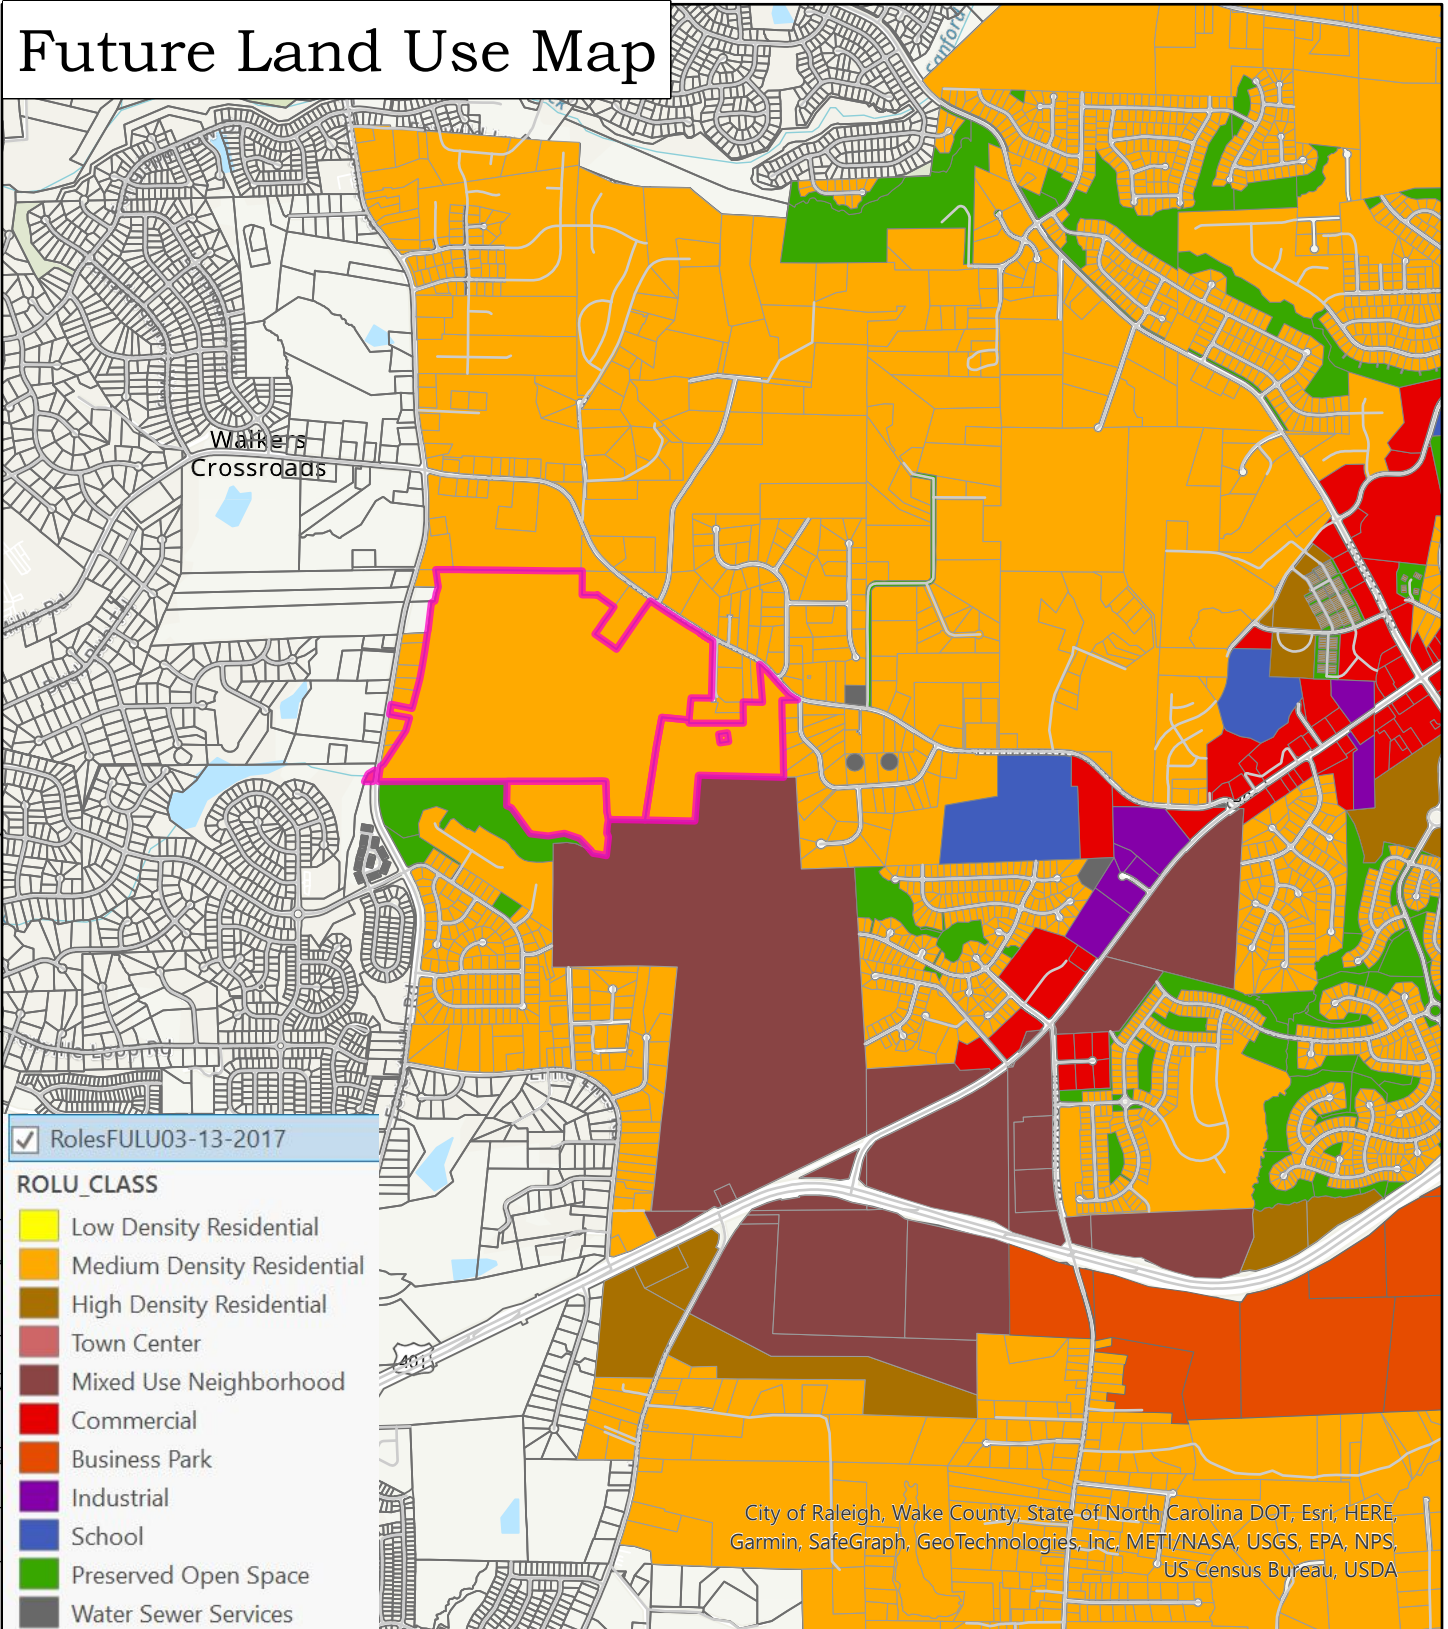 Future Land Use Map
Sanford
Walkers
Crossroads
RolesFULU03-13-2017
ROLU_CLASS
Low Density Residential
Medium Density Residential
High Density Residential
Town Center
Mixed Use Neighborhood
Commercial
Business Park
Industrial
School
Preserved Open Space
Water Sewer Services
401
City of Raleigh, Wake County, State of North Carolina DOT, Esri, HERE,
Garmin, SafeGraph, GeoTechnologies, Inc, METI/NASA, USGS, EPA, NPS,
US Census Bureau, USDA